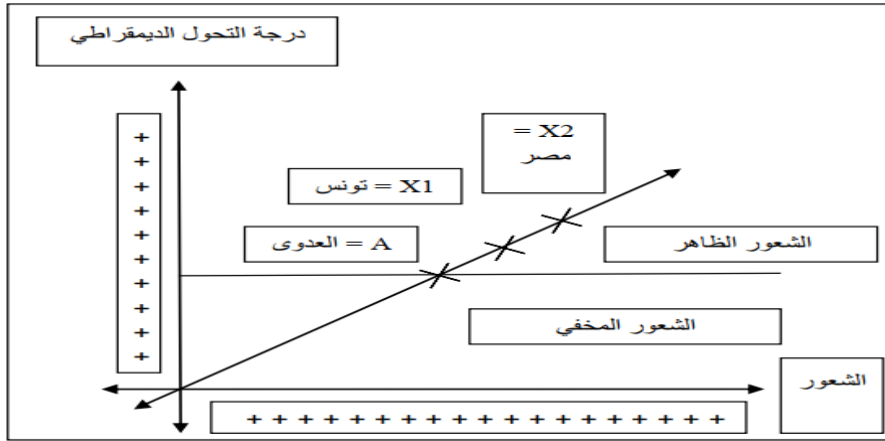 درجة التحول الديمقراطي
= X2
مصر
X1 = تونس
A = العدوى
الشعور الظاهر
الشعور المخفي
الشعور
+
+
+
+
+
+
+
+
+
+
+ + + + + + + + + + + + + + + + + + +